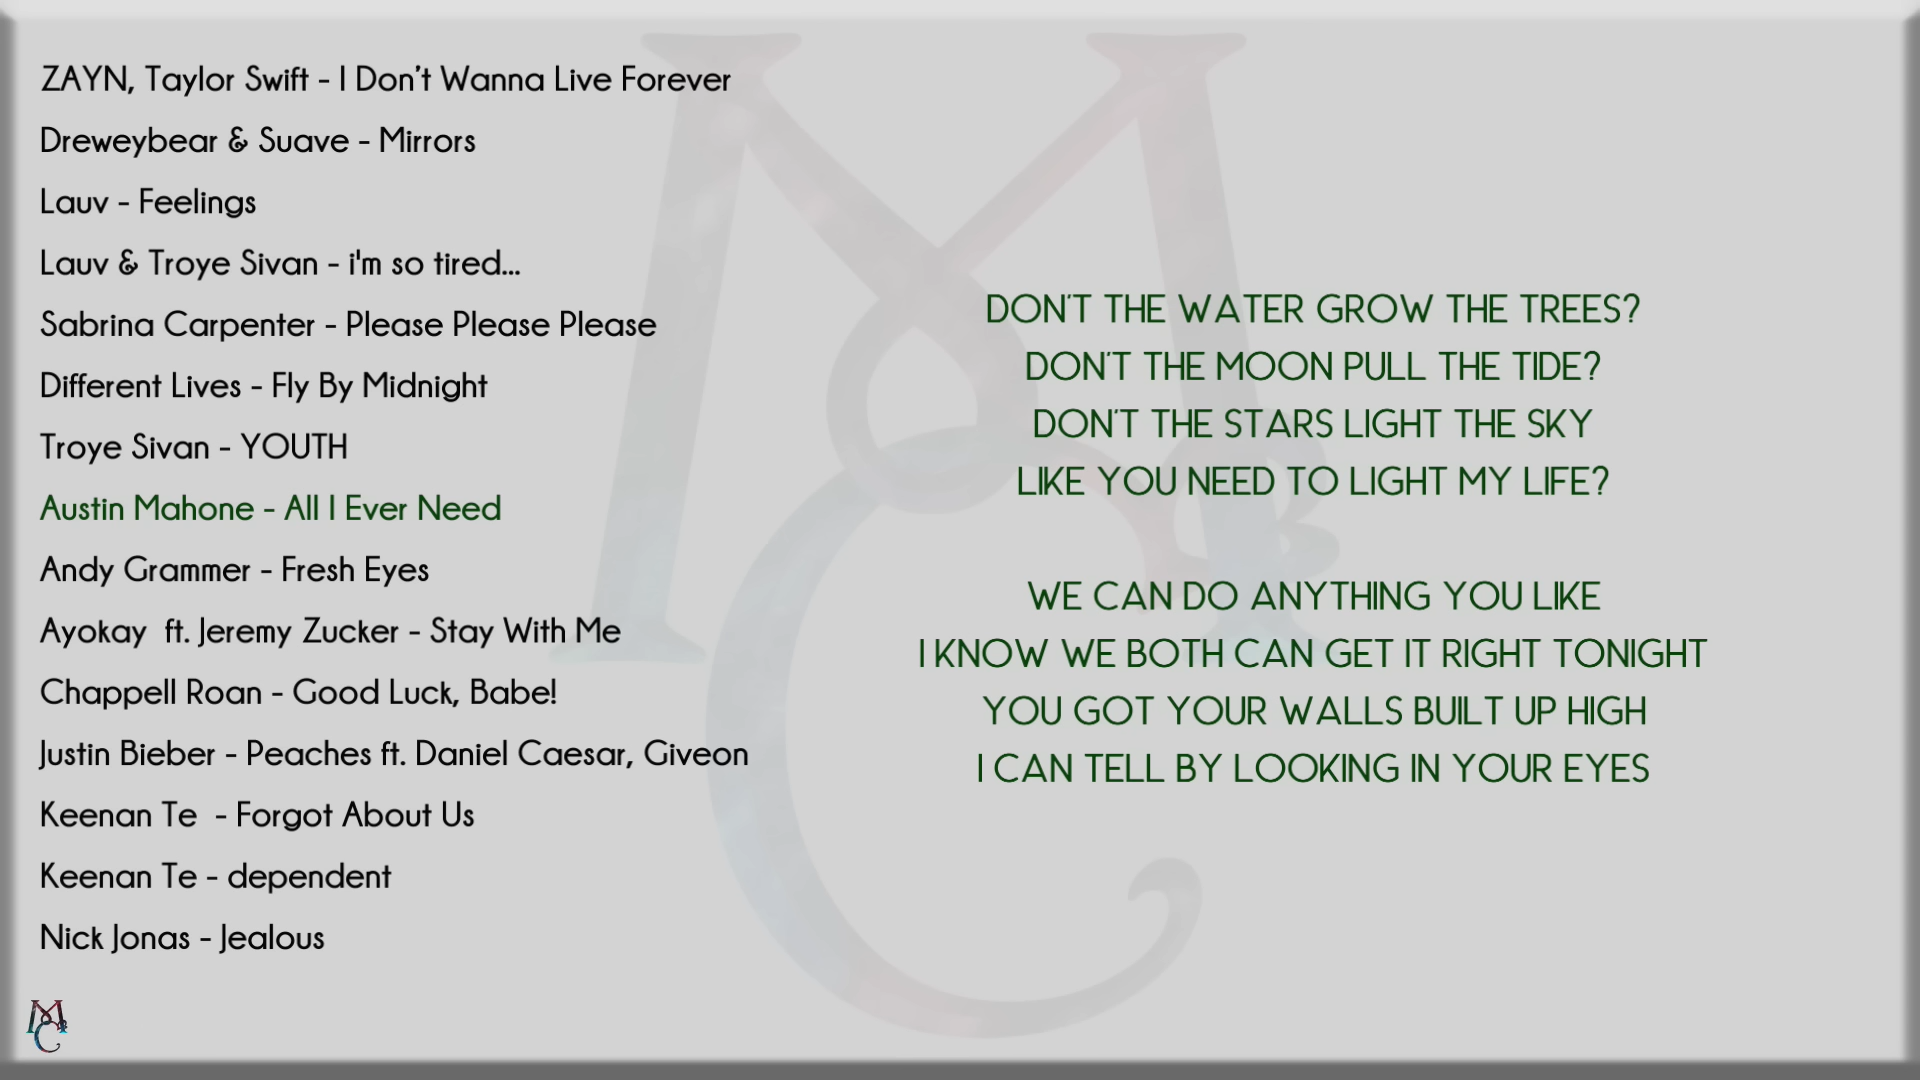 ZAYN, Taylor Swift - I Don't Wanna Live Forever
Dreweybear & Suave - Mirrors
Lauv - Feelings
Lauv & Troye Sivan - i'm so tired...
Sabrina Carpenter - Please Please Please
Different Lives - Fly By Midnight
Troye Sivan - YOUTH
Austin Mahone - All I Ever Need
Andy Grammer - Fresh Eyes
Ayokay  ft. Jeremy Zucker - Stay With Me
Chappell Roan - Good Luck, Babe!
Justin Bieber - Peaches ft. Daniel Caesar, Giveon
Keenan Te  - Forgot About Us
Keenan Te - dependent
Nick Jonas - Jealous
DON'T THE WATER GROW THE TREES?
DON'T THE MOON PULL THE TIDE?
DON'T THE STARS LIGHT THE SKY
LIKE YOU NEED TO LIGHT MY LIFE?
WE CAN DO ANYTHING YOU LIKE
I KNOW WE BOTH CAN GET IT RIGHT TONIGHT
YOU GOT YOUR WALLS BUILT UP HIGH
I CAN TELL BY LOOKING IN YOUR EYES